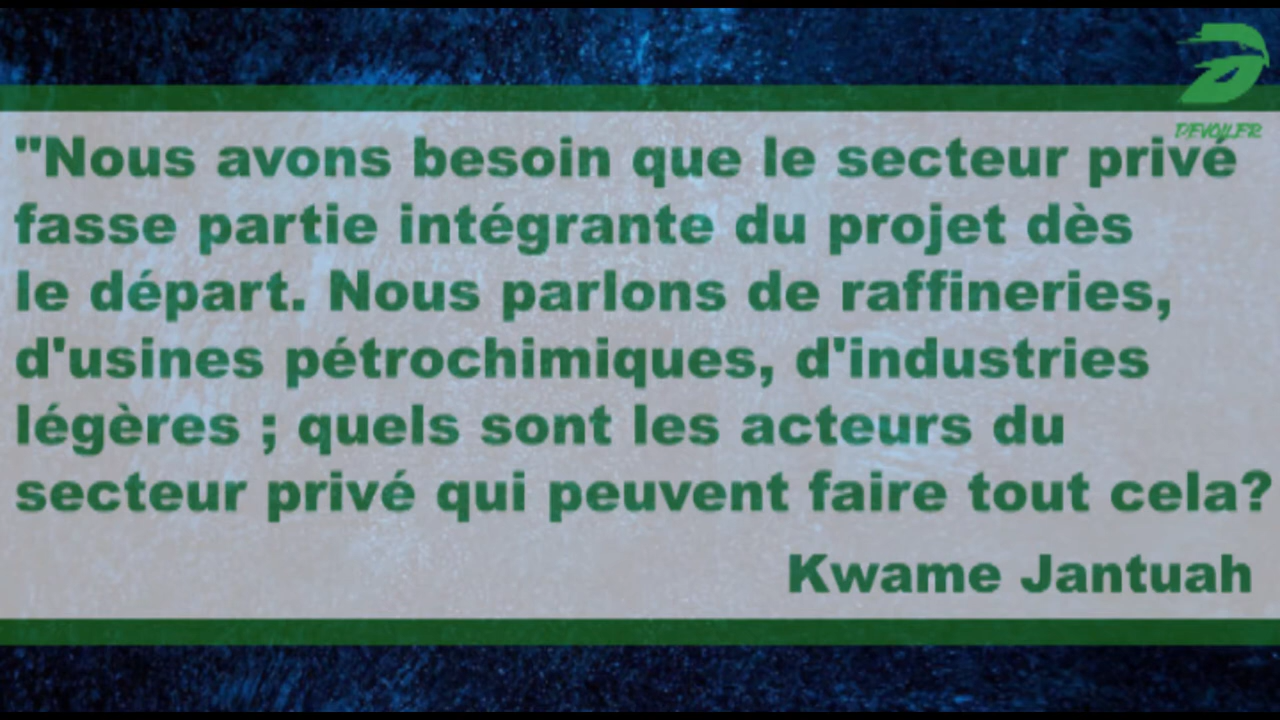 DEVOILER
"Nous avons besoin que le secteur privé
fasse partie intégrante du projet dès
le départ. Nous parlons de raffineries,
d'usines pétrochimiques, d'industries
légères ; quels sont les acteurs du
secteur privé qui peuvent faire tout cela?
Kwame Jantuah